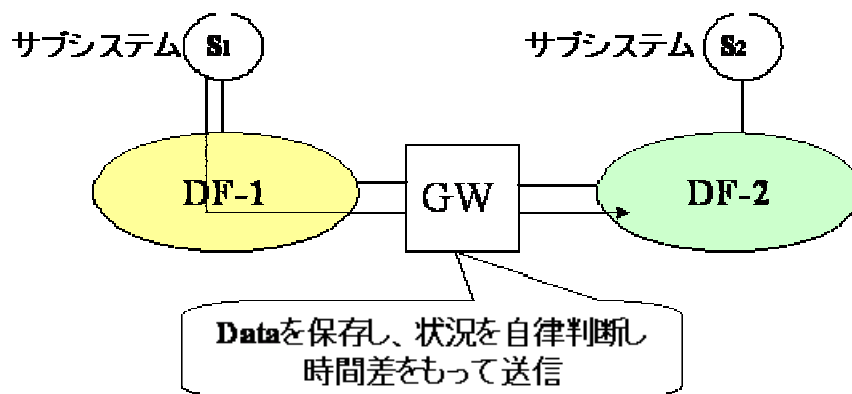 サブシステム S1
サブシステム S2
DF-1
GW
DF-2
Dataを保存し、状況を自律判断し
時間差をもって送信